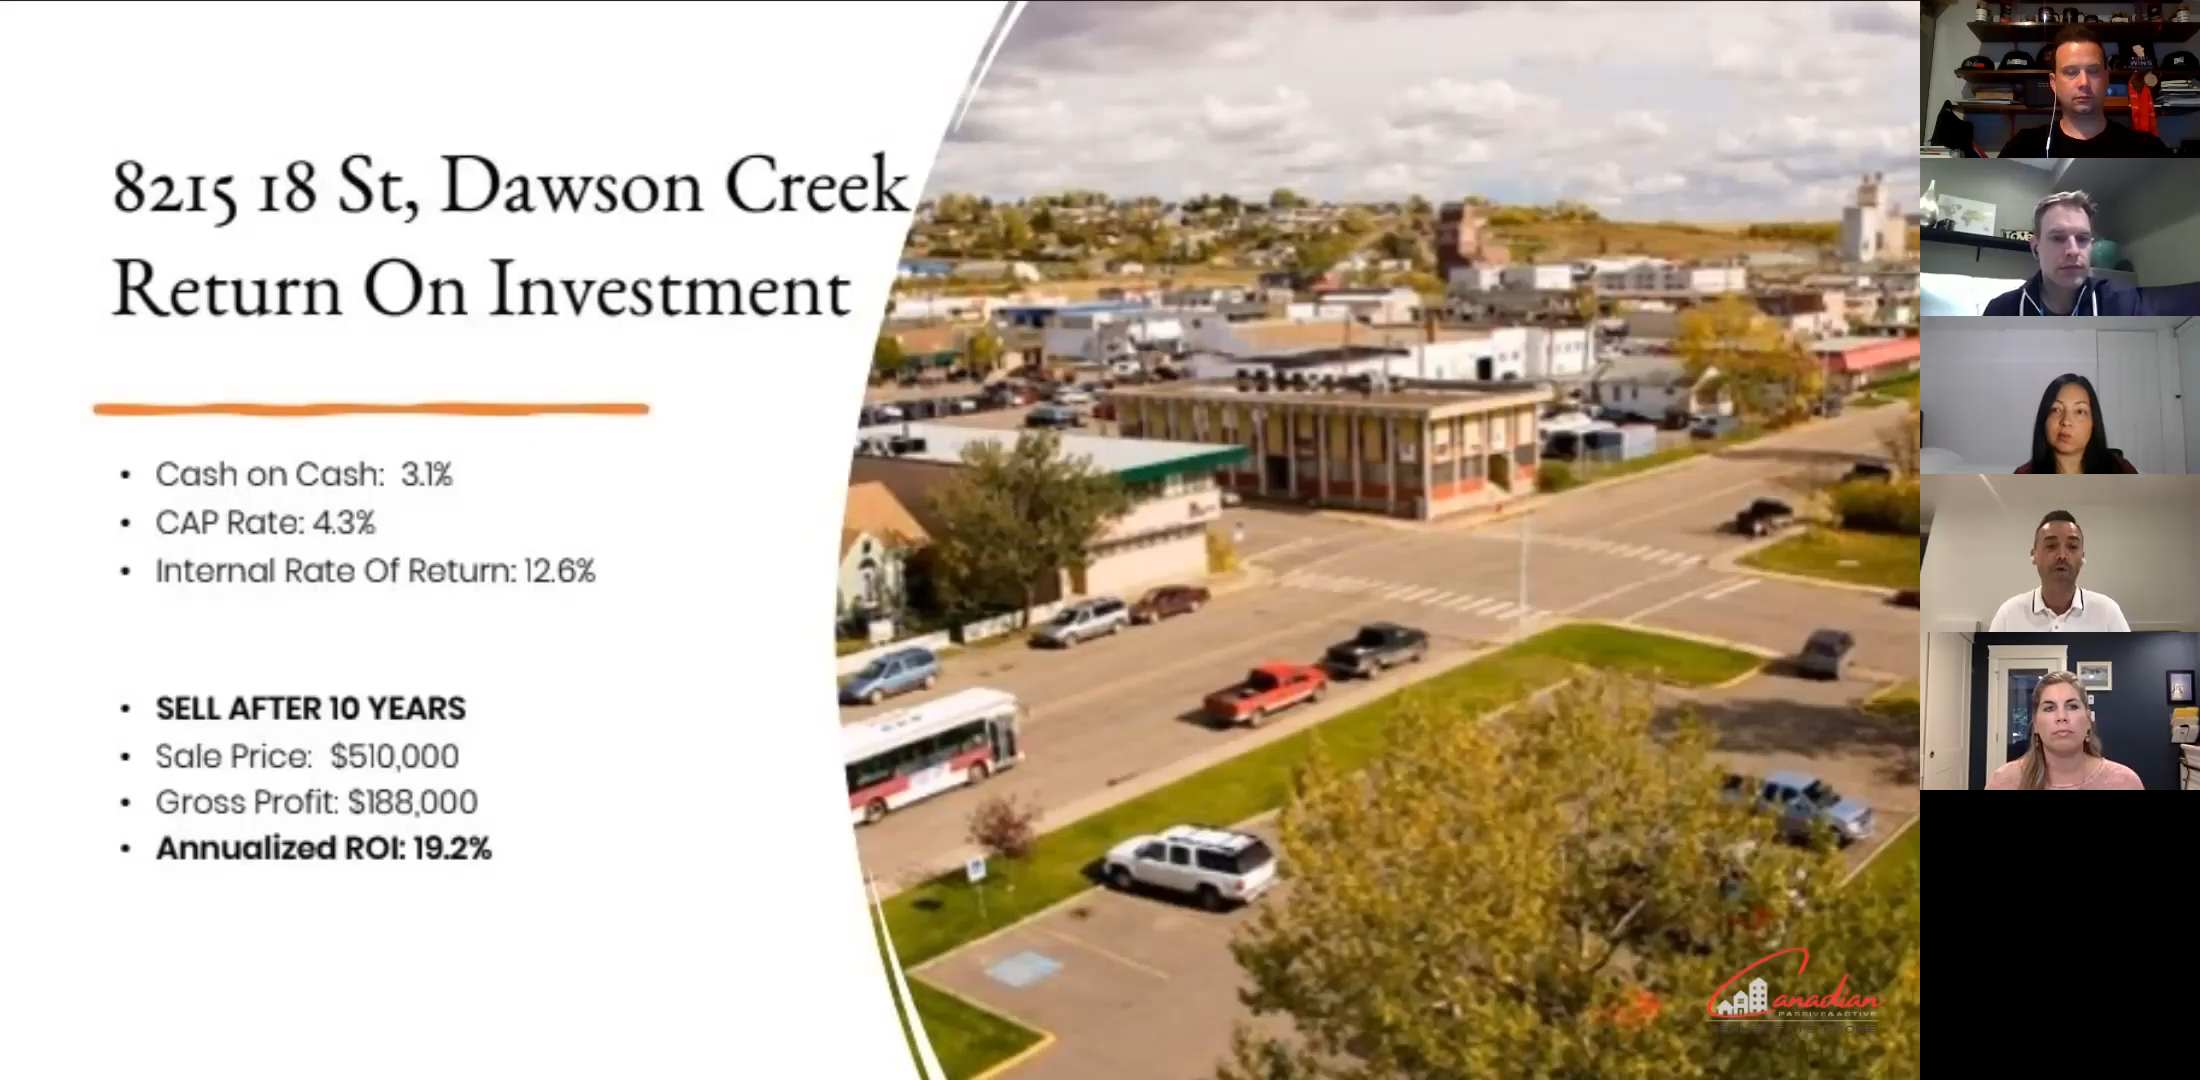 8215 18 St, Dawson Creek
Return On Investment
• Cash on Cash: 3.1%
• CAP Rate: 4.3%
• Internal Rate Of Return: 12.6%
• SELL AFTER 10 YEARS
• Sale Price: $510,000
• Gross Profit: $188,000
• Annualized ROI: 19.2%
Canadian
PASSIVE & ACTIVE